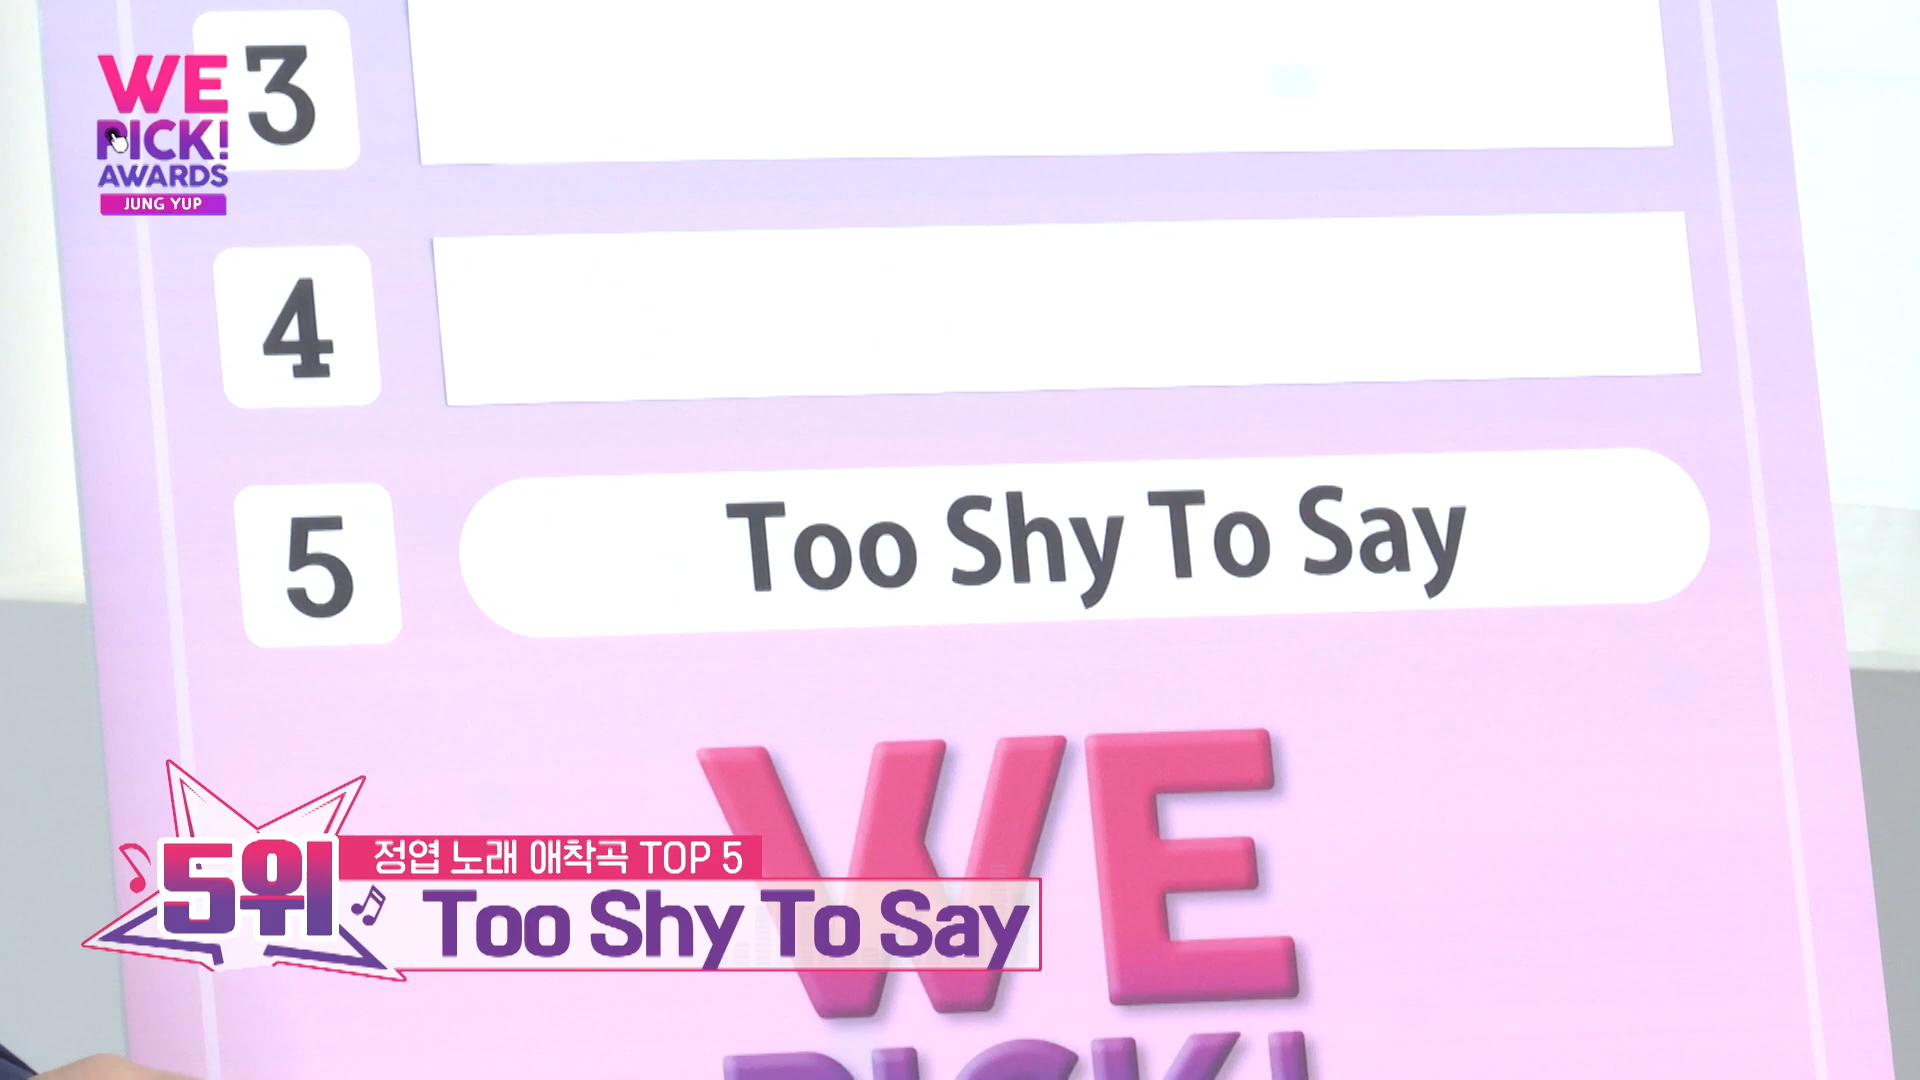 WE
PICK!
AWARDS
JUNG YUP
3
4
5
Too Shy To Say
WE
PICK!
5위
정엽 노래 애착곡 TOP 5
Too Shy To Say